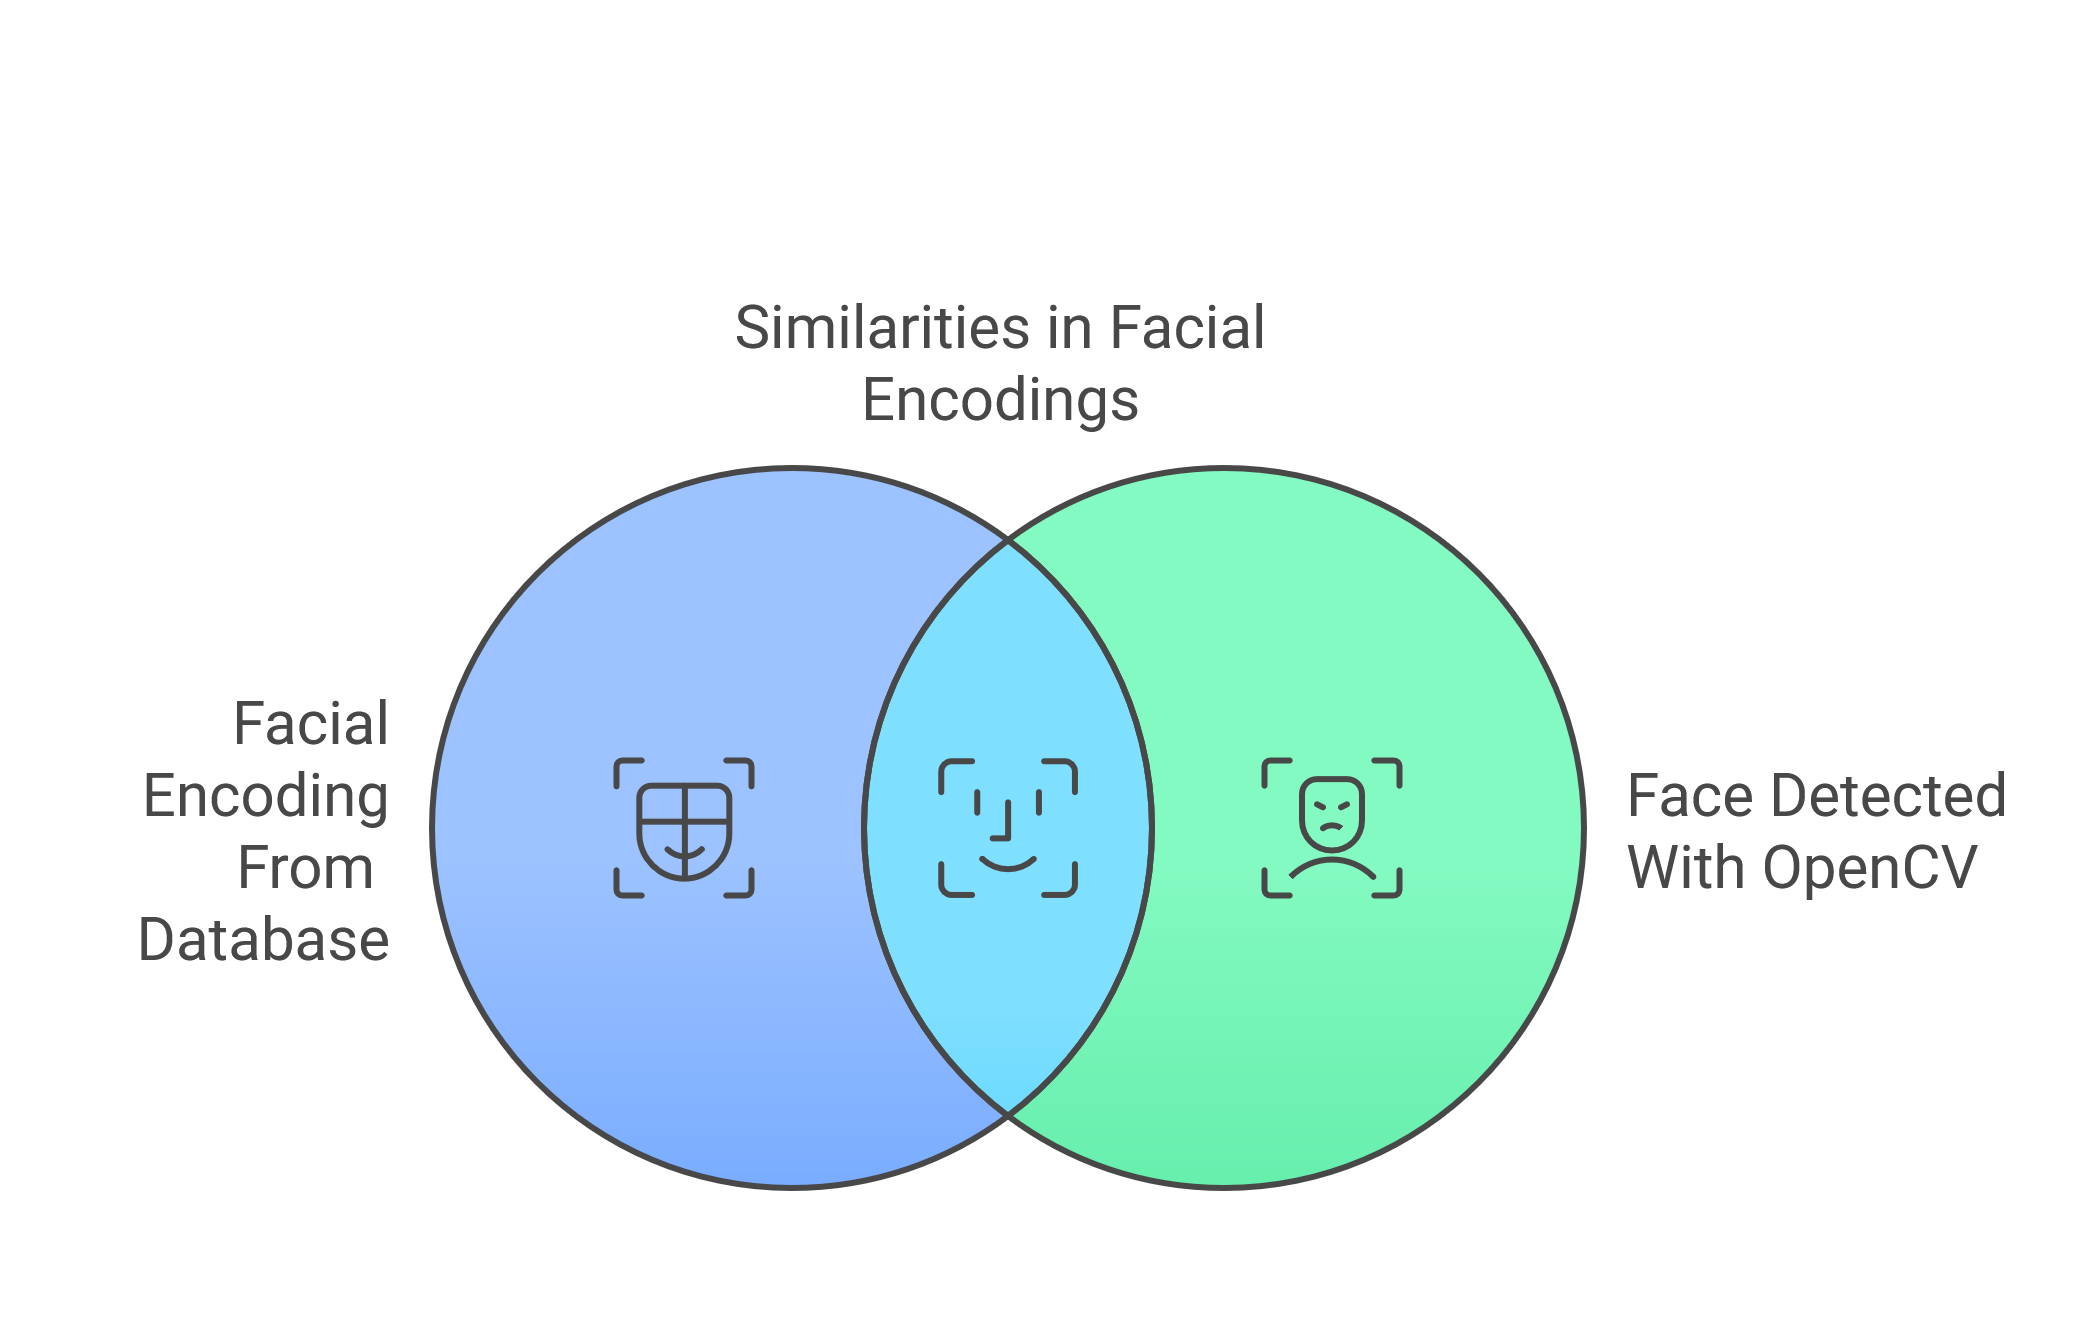 Similarities in Facial
Encodings
Facial
Encoding
From
Database
Face Detected
With OpenCV